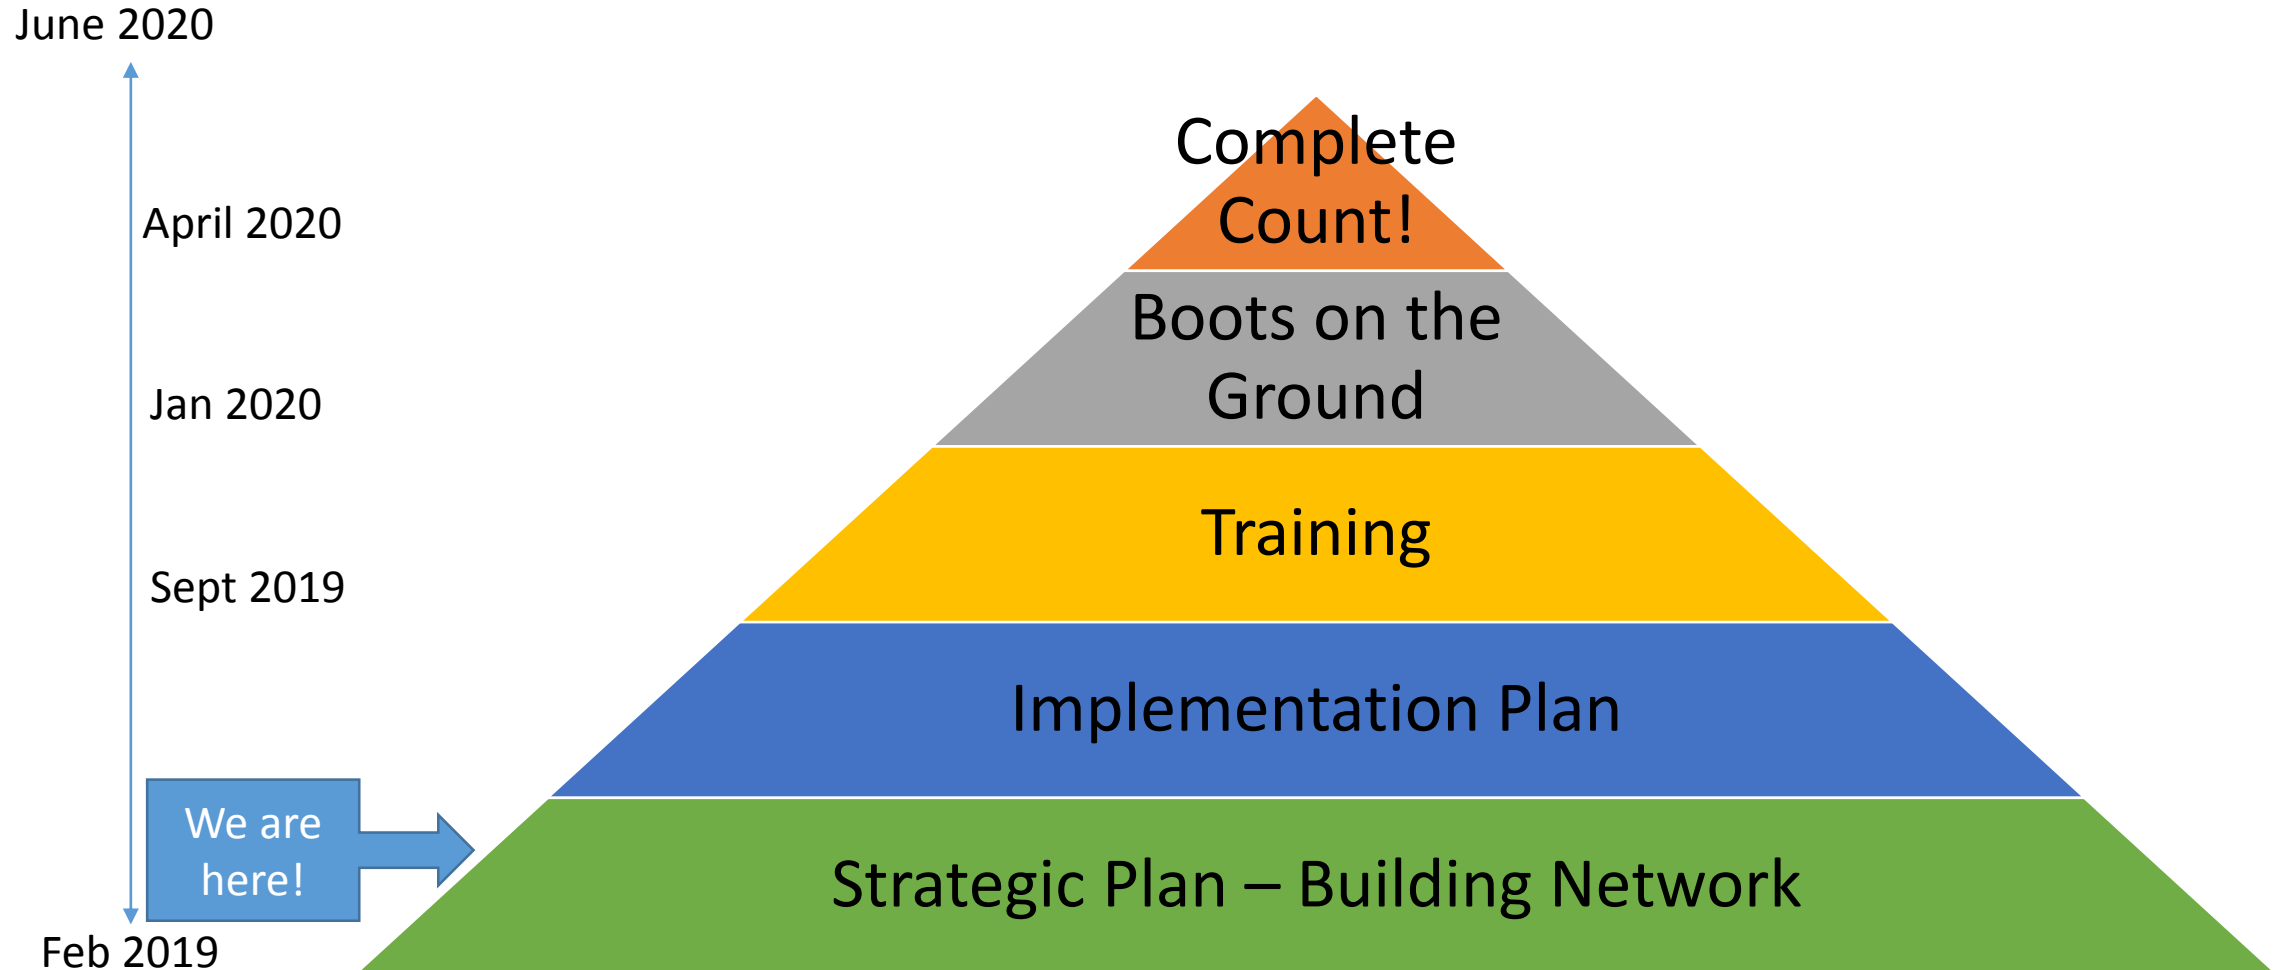 June 2020
April 2020
Jan 2020
Sept 2019
We are
here!
Feb 2019
Complete
Count!
Boots on the
Ground
Training
Implementation Plan
Strategic Plan – Building Network